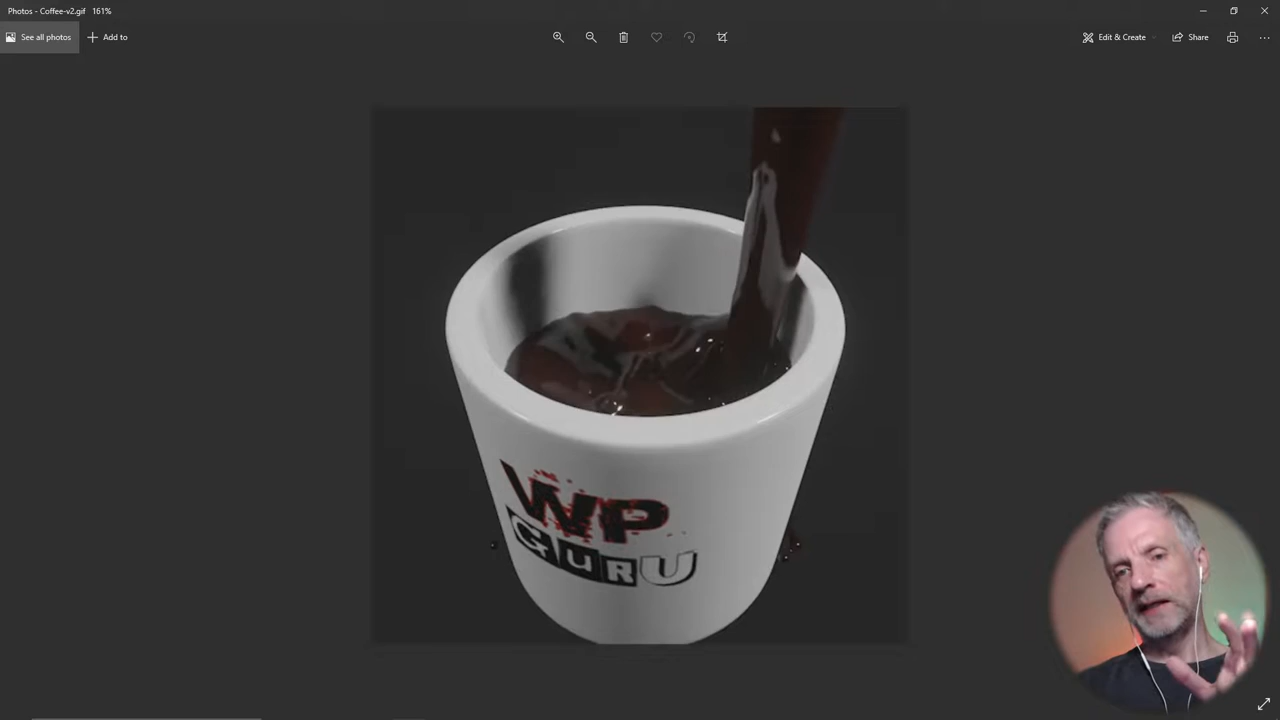 Photos - Coffee-v2.gif 161%
See all photos
Add to
Edit & Create
Share
WP
GURU